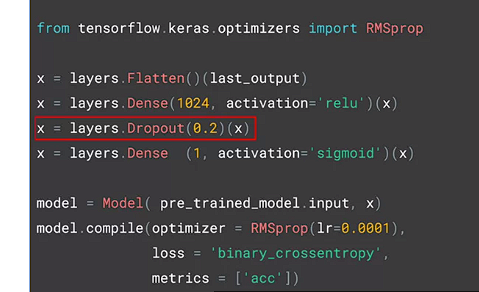 from tensorflow.keras.optimizers import RMSprop
x = layers.Flatten()(last_output)
x = layers.Dense(1024, activation='relu')(x)
x = layers.Dropout(0.2)(x)
x = layers.Dense  (1, activation='sigmoid')(x)
model = Model( pre_trained_model.input, x)
model.compile(optimizer = RMSprop(lr=0.0001),
loss = 'binary_crossentropy',
metrics = ['acc'])